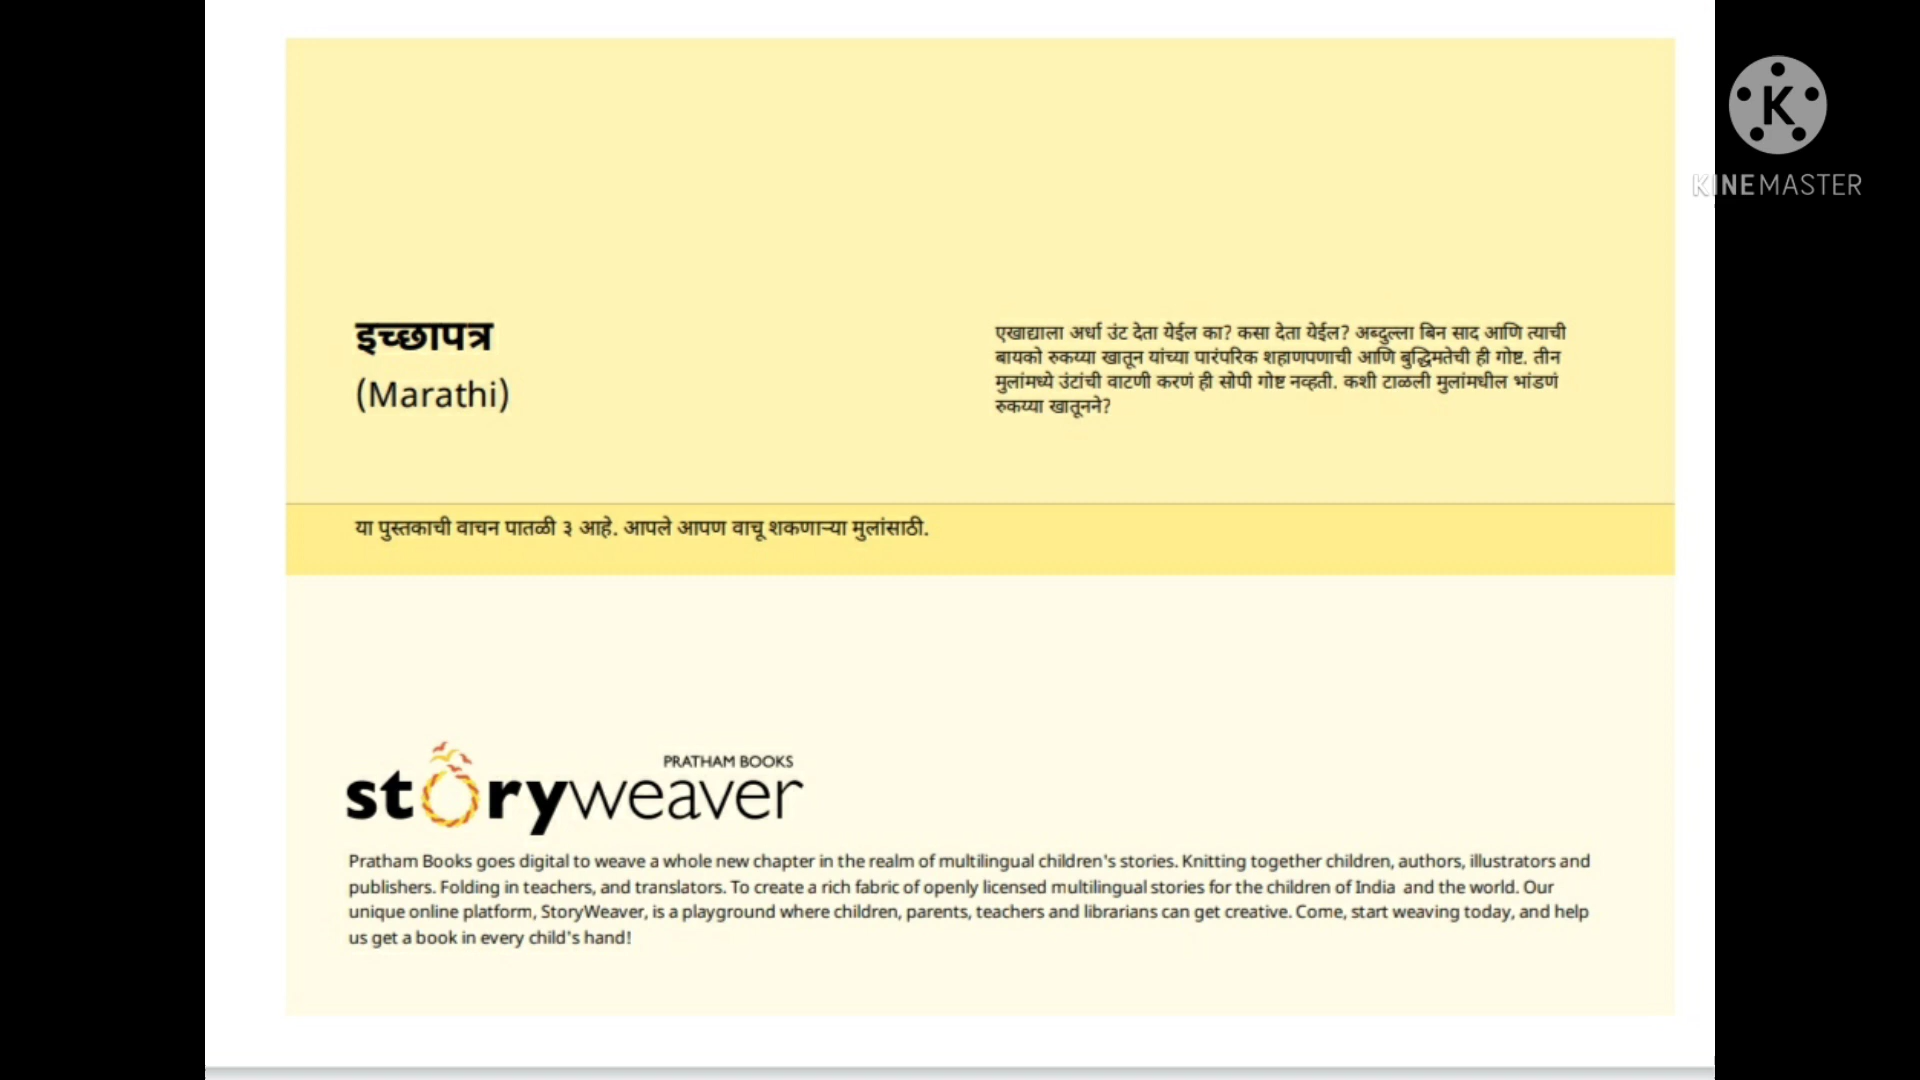 इच्छापत्र
(Marathi)
एखाद्याला अर्धा उंट देता येईल का? कसा देता येईल? अब्दुल्ला बिन साद आणि त्याची
बायको रुकय्या खातून यांच्या पारंपरिक शहाणपणाची आणि बुद्धिमतेची ही गोष्ट. तीन
मुलांमध्ये उंटांची वाटणी करणं ही सोपी गोष्ट नव्हती. कशी टाळली मुलांमधील भांडणं
रुकय्या खातूनने?
या पुस्तकाची वाचन पातळी ३ आहे. आपले आपण वाचू शकणाऱ्या मुलांसाठी.
PRATHAM BOOKS
storyweaver
Pratham Books goes digital to weave a whole new chapter in the realm of multilingual children's stories. Knitting together children, authors, illustrators and
publishers. Folding in teachers, and translators. To create a rich fabric of openly licensed multilingual stories for the children of India and the world. Our
unique online platform, StoryWeaver, is a playground where children, parents, teachers and librarians can get creative. Come, start weaving today, and help
us get a book in every child's hand!
K
KINEMASTER